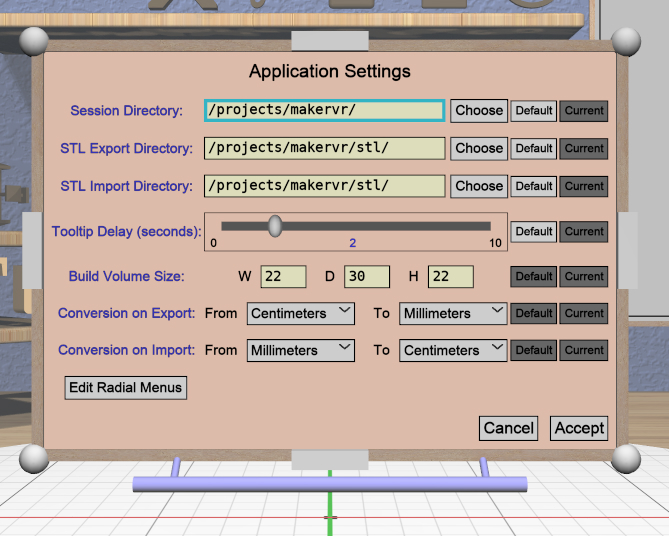 Application Settings
Session Directory: /projects/makervr/ Choose Default Current
STL Export Directory: /projects/makervr/stl/ Choose Default Current
STL Import Directory: /projects/makervr/stl/ Choose Default Current
Tooltip Delay (seconds): 0 2 10 Default Current
Build Volume Size: W 22 D 30 H 22 Default Current
Conversion on Export: From Centimeters To Millimeters Default Current
Conversion on Import: From Millimeters To Centimeters Default Current
Edit Radial Menus
Cancel Accept